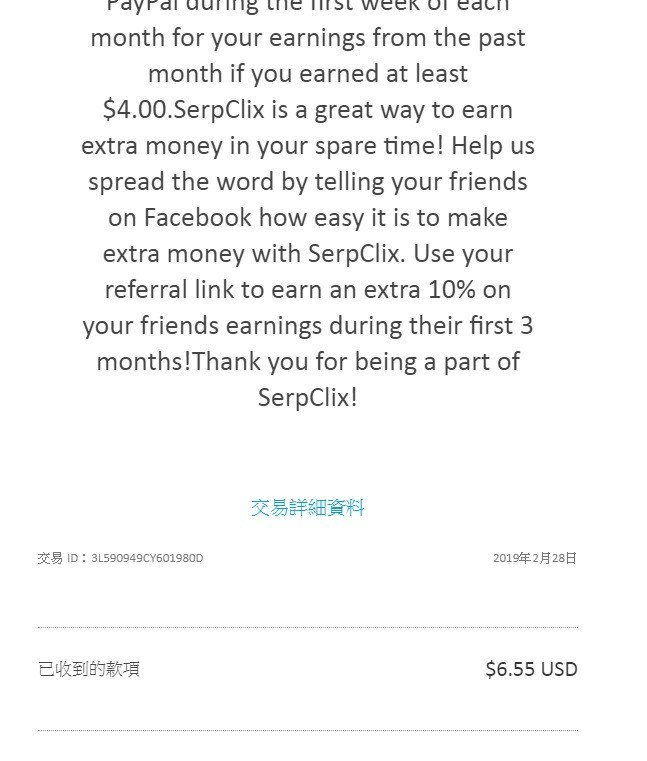 PayPal during the first week of each
month for your earnings from the past
month if you earned at least
$4.00.SerpClix is a great way to earn
extra money in your spare time! Help us
spread the word by telling your friends
on Facebook how easy it is to make
extra money with SerpClix. Use your
referral link to earn an extra 10% on
your friends earnings during their first 3
months!Thank you for being a part of
SerpClix!
交易詳細資料
交易 ID：3L590949CY601980D
2019年2月28日
已收到的款項
$6.55 USD